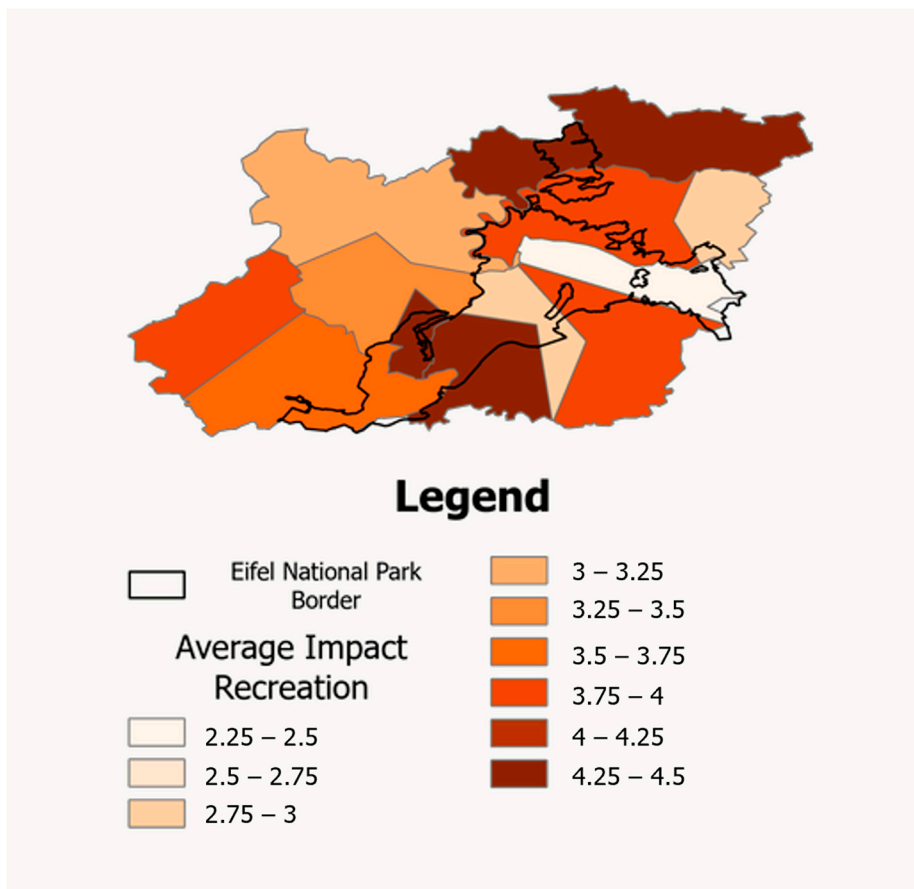 Legend
Eifel National Park
Border
Average Impact
Recreation
2.25 – 2.5
2.5 – 2.75
2.75 – 3
3 – 3.25
3.25 – 3.5
3.5 – 3.75
3.75 – 4
4 – 4.25
4.25 – 4.5